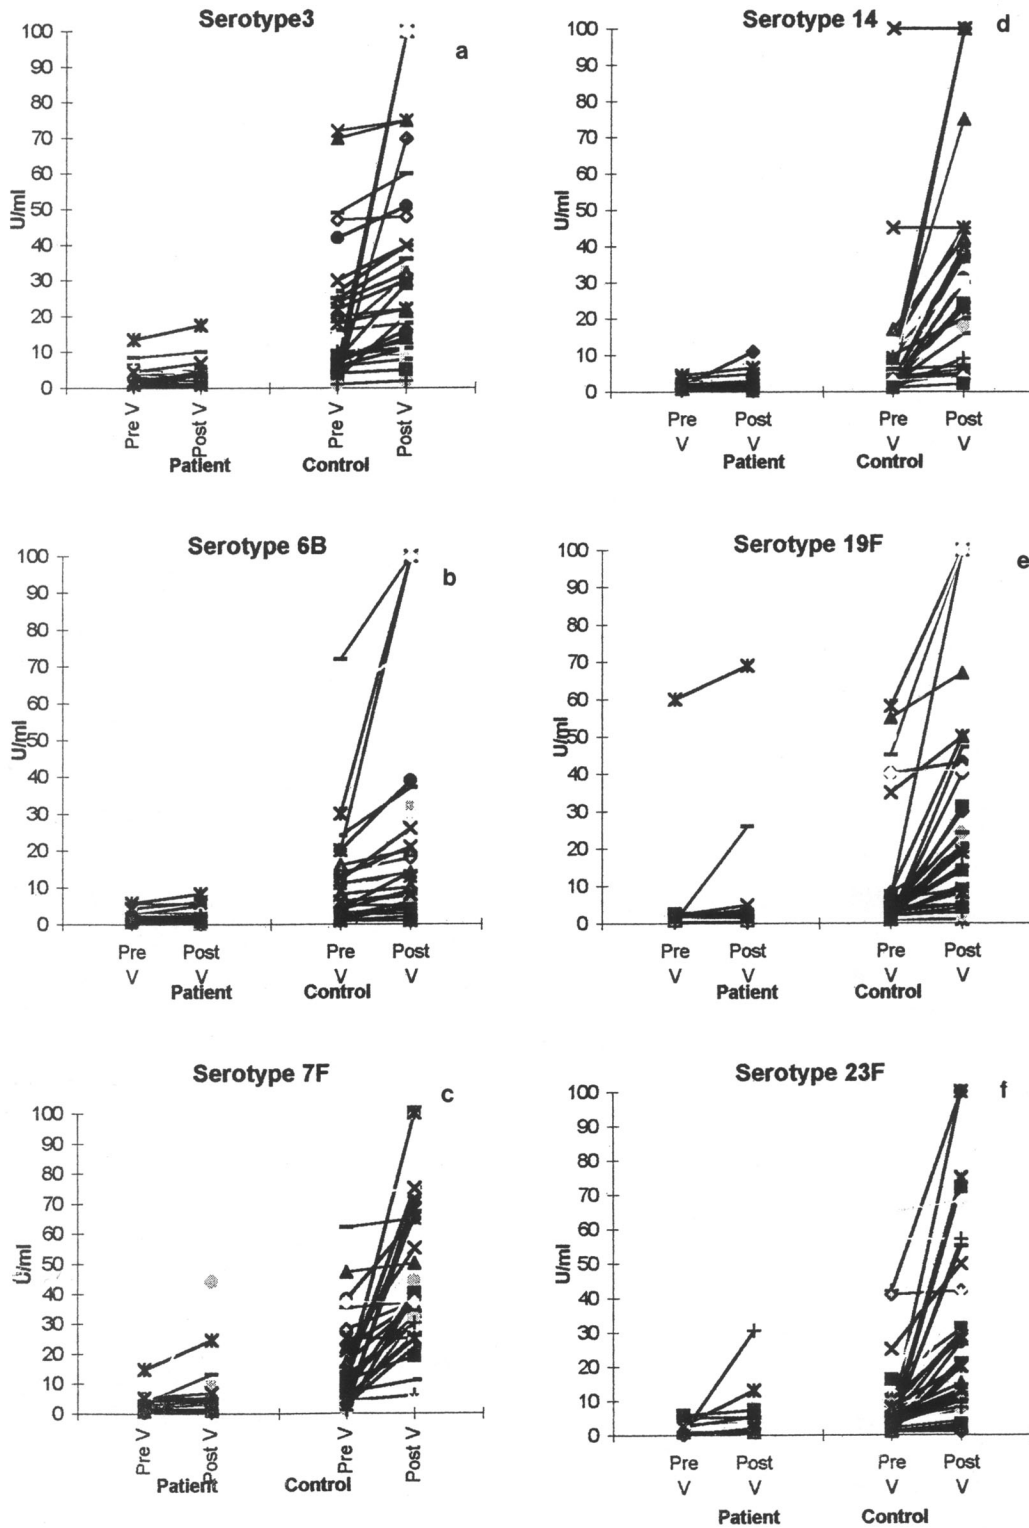 Serotype3
a
100
90
80
70
60
50
40
30
20
10
0
U/ml
Pre V
Post V
Pre V
Post V
Patient
Control
Serotype 14
d
100
90
80
70
60
50
40
30
20
10
0
U/ml
Pre
V
Post
V
Pre
V
Post
V
Patient
Control
Serotype 6B
b
100
90
80
70
60
50
40
30
20
10
0
U/ml
Pre
V
Post
V
Pre
V
Post
V
Patient
Control
Serotype 19F
e
100
90
80
70
60
50
40
30
20
10
0
U/ml
Pre
V
Post
V
Pre
V
Post
V
Patient
Control
Serotype 7F
c
100
90
80
70
60
50
40
30
20
10
0
U/ml
Pre V
Post V
Pre V
Post V
Patient
Control
Serotype 23F
f
100
90
80
70
60
50
40
30
20
10
0
U/ml
Pre
V
Post
V
Pre
V
Post
V
Patient
Control